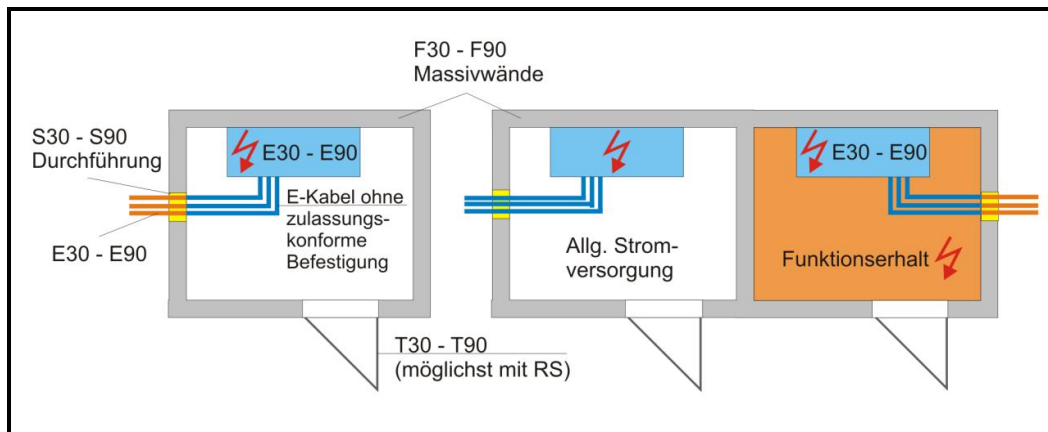 F30 - F90
Massivwände
S30 - S90
Durchführung
E30 - E90
E30 - E90
E-Kabel ohne
zulassungs-
konforme
Befestigung
T30 - T90
(möglichst mit RS)
Allg. Strom-
versorgung
E30 - E90
Funktionserhalt